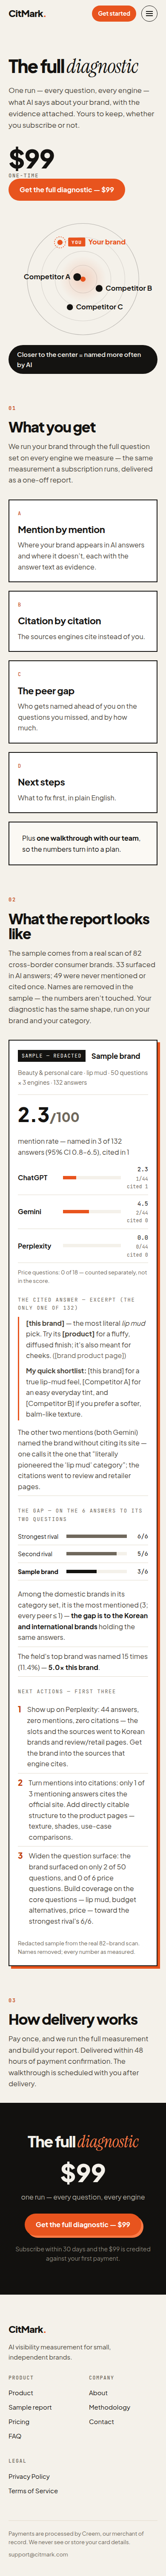 CitMark.
Get started
The full diagnostic
One run — every question, every engine —
what AI says about your brand, with the
evidence attached. Yours to keep, whether
you subscribe or not.
$99
ONE-TIME
Get the full diagnostic — $99
YOU Your brand
Competitor A
Competitor B
Competitor C
Closer to the center = named more often
by AI
01
What you get
We run your brand through the full question
set on every engine we measure — the same
measurement a subscription runs, delivered
as a one-off report.
A
Mention by mention
Where your brand appears in AI answers
and where it doesn't, each with the
answer text as evidence.
B
Citation by citation
The sources engines cite instead of you.
C
The peer gap
Who gets named ahead of you on the
questions you missed, and by how
much.
D
Next steps
What to fix first, in plain English.
Plus one walkthrough with our team,
so the numbers turn into a plan.
02
What the report looks
like
The sample comes from a real scan of 82
cross-border consumer brands. 33 surfaced
in AI answers; 49 were never mentioned or
cited once. Names are removed in the
sample — the numbers aren't touched. Your
diagnostic has the same shape, run on your
brand and your category.
SAMPLE — REDACTED Sample brand
Beauty & personal care · lip mud · 50 questions
× 3 engines · 132 answers
2.3/100
mention rate — named in 3 of 132
answers (95% CI 0.8–6.5), cited in 1
ChatGPT
2.3
1/44
cited 1
Gemini
4.5
2/44
cited 0
Perplexity
0.0
0/44
cited 0
Price questions: 0 of 18 — counted separately, not
in the score.
THE CITED ANSWER — EXCERPT (THE
ONLY ONE OF 132)
[this brand] — the most literal lip mud
pick. Try its [product] for a fluffy,
diffused finish; it's also meant for
cheeks. ([brand product page])
My quick shortlist: [this brand] for a
true lip-mud feel, [Competitor A] for
an everyday tint, and
[Competitor B] if you prefer a softer,
balm-like texture.
The other two mentions (both Gemini)
named the brand without citing its site —
one calls it the one that "literally
pioneered the 'lip mud' category"; the
citations went to review and retailer
pages.
THE GAP — ON THE 6 ANSWERS TO ITS
TWO QUESTIONS
Strongest rival 6/6
Second rival 5/6
Sample brand 3/6
Among the domestic brands in its
category set, it is the most mentioned (3;
every peer ≤ 1) — the gap is to the Korean
and international brands holding the
same answers.
The field's top brand was named 15 times
(11.4%) — 5.0× this brand.
NEXT ACTIONS — FIRST THREE
1 Show up on Perplexity: 44 answers,
zero mentions, zero citations — the
slots and the sources went to Korean
brands and review/retail pages. Get
the brand into the sources that
engine cites.
2 Turn mentions into citations: only 1 of
3 mentioning answers cites the
official site. Add directly citable
structure to the product pages —
texture, shades, use-case
comparisons.
3 Widen the question surface: the
brand surfaced on only 2 of 50
questions, and 0 of 6 price
questions. Build coverage on the
core questions — lip mud, budget
alternatives, price — toward the
strongest rival's 6/6.
Redacted sample from the real 82-brand scan.
Names removed; every number as measured.
03
How delivery works
Pay once, and we run the full measurement
and build your report. Delivered within 48
hours of payment confirmation. The
walkthrough is scheduled with you after
delivery.
The full diagnostic
$99
one run — every question, every engine
Get the full diagnostic — $99
Subscribe within 30 days and the $99 is credited
against your first payment.
CitMark.
AI visibility measurement for small,
independent brands.
PRODUCT
Product
Sample report
Pricing
FAQ
COMPANY
About
Methodology
Contact
LEGAL
Privacy Policy
Terms of Service
Payments are processed by Creem, our merchant of
record. We never see or store your card details.
support@citmark.com